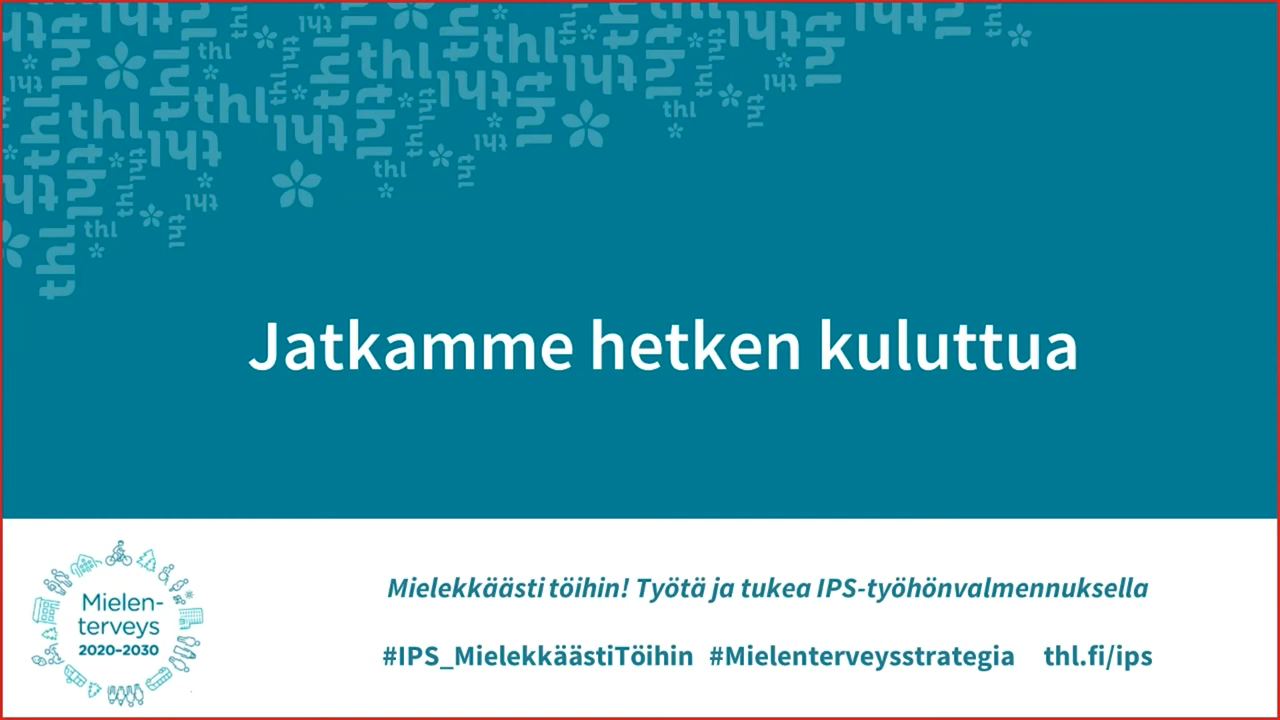 Jatkamme hetken kuluttua
Mielen-
terveys
2020-2030
Mielekkäästi töihin! Työtä ja tukea IPS-työhönvalmennuksella
#IPS_MielekkäästiTöihin #Mielenterveysstrategia thl.fi/ips